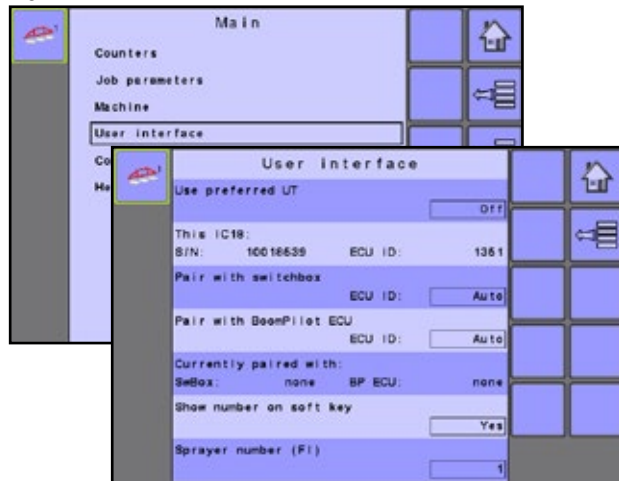 Main
Counters
Job parameters
Machine
User interface
Co
He
User interface
Use preferred UT
Off
This IC18:
S/N: 10016539 ECU ID: 1351
Pair with switchbox
ECU ID: Auto
Pair with BoomPilot ECU
ECU ID: Auto
Currently paired with:
SwBox: none BP ECU: none
Show number on soft key
Yes
Sprayer number (FI)
1